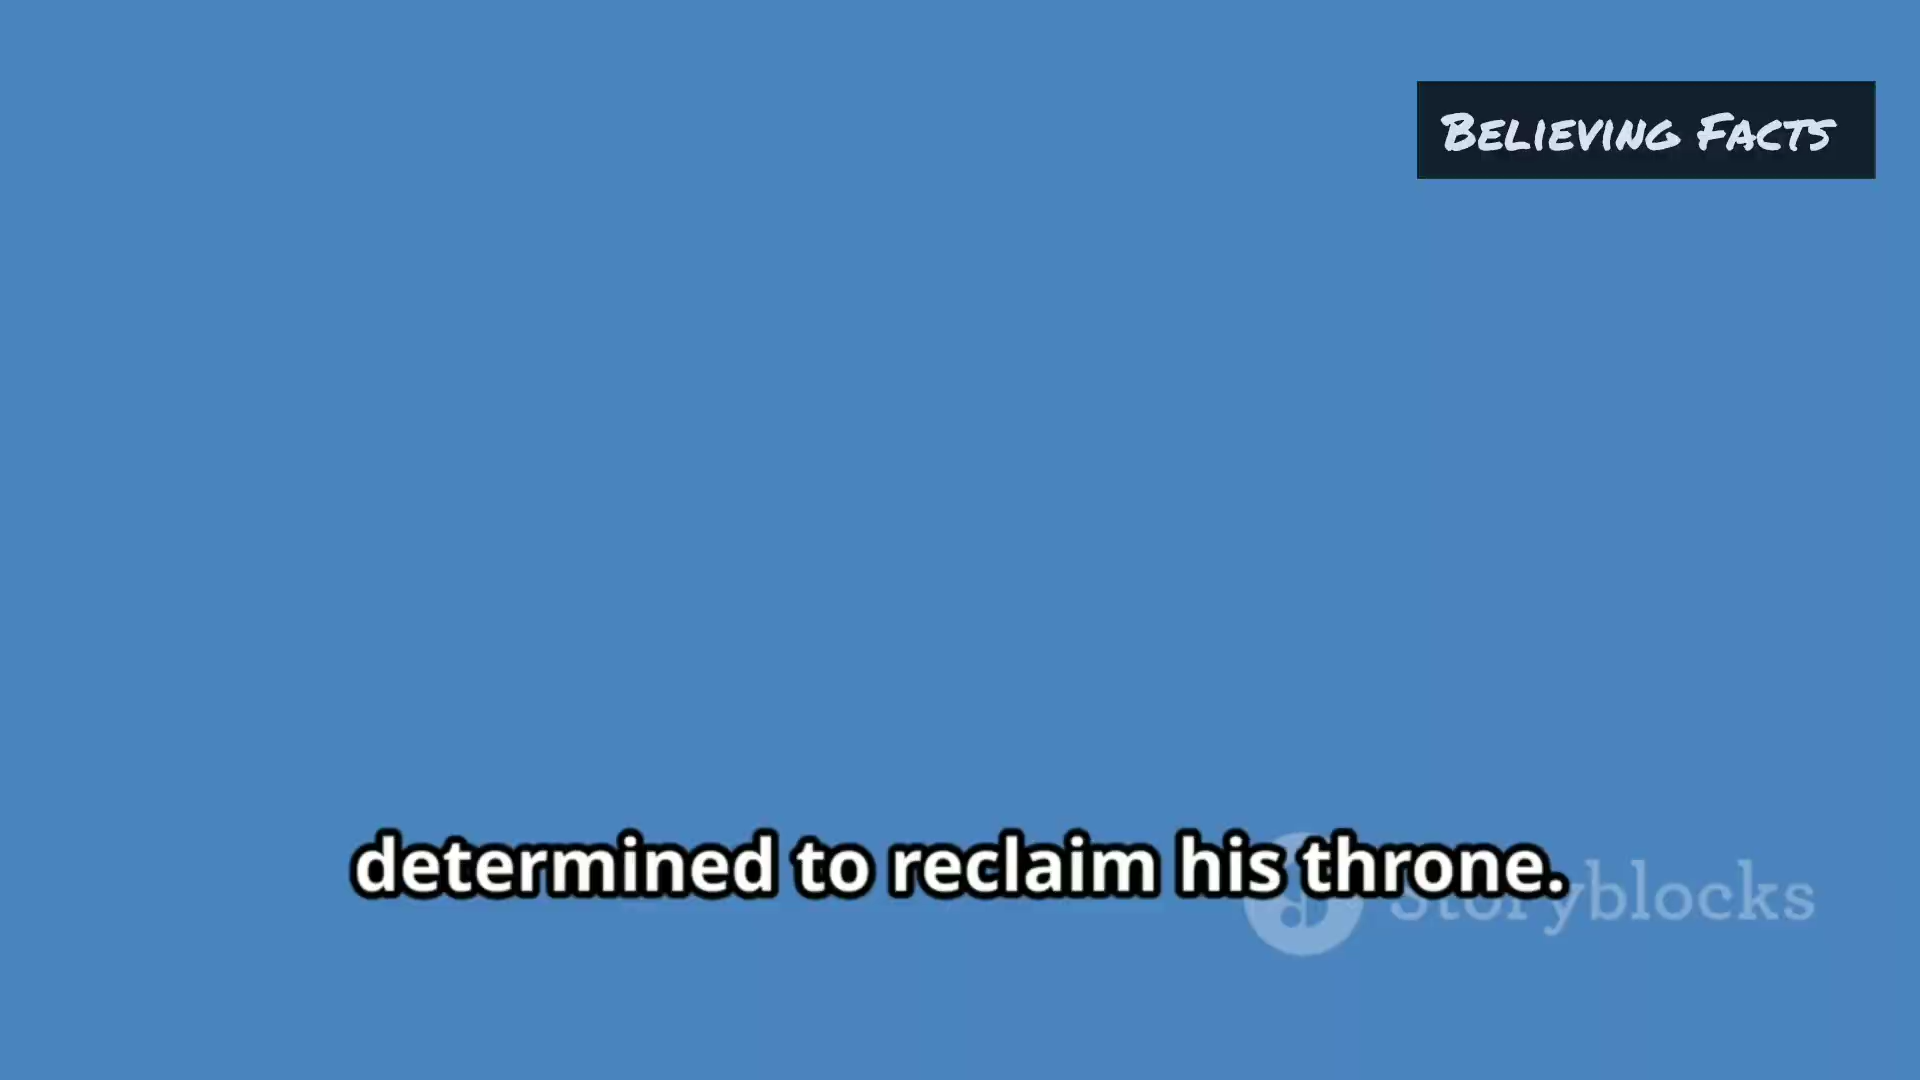 Believing Facts
determined to reclaim his throne.
Storyblocks